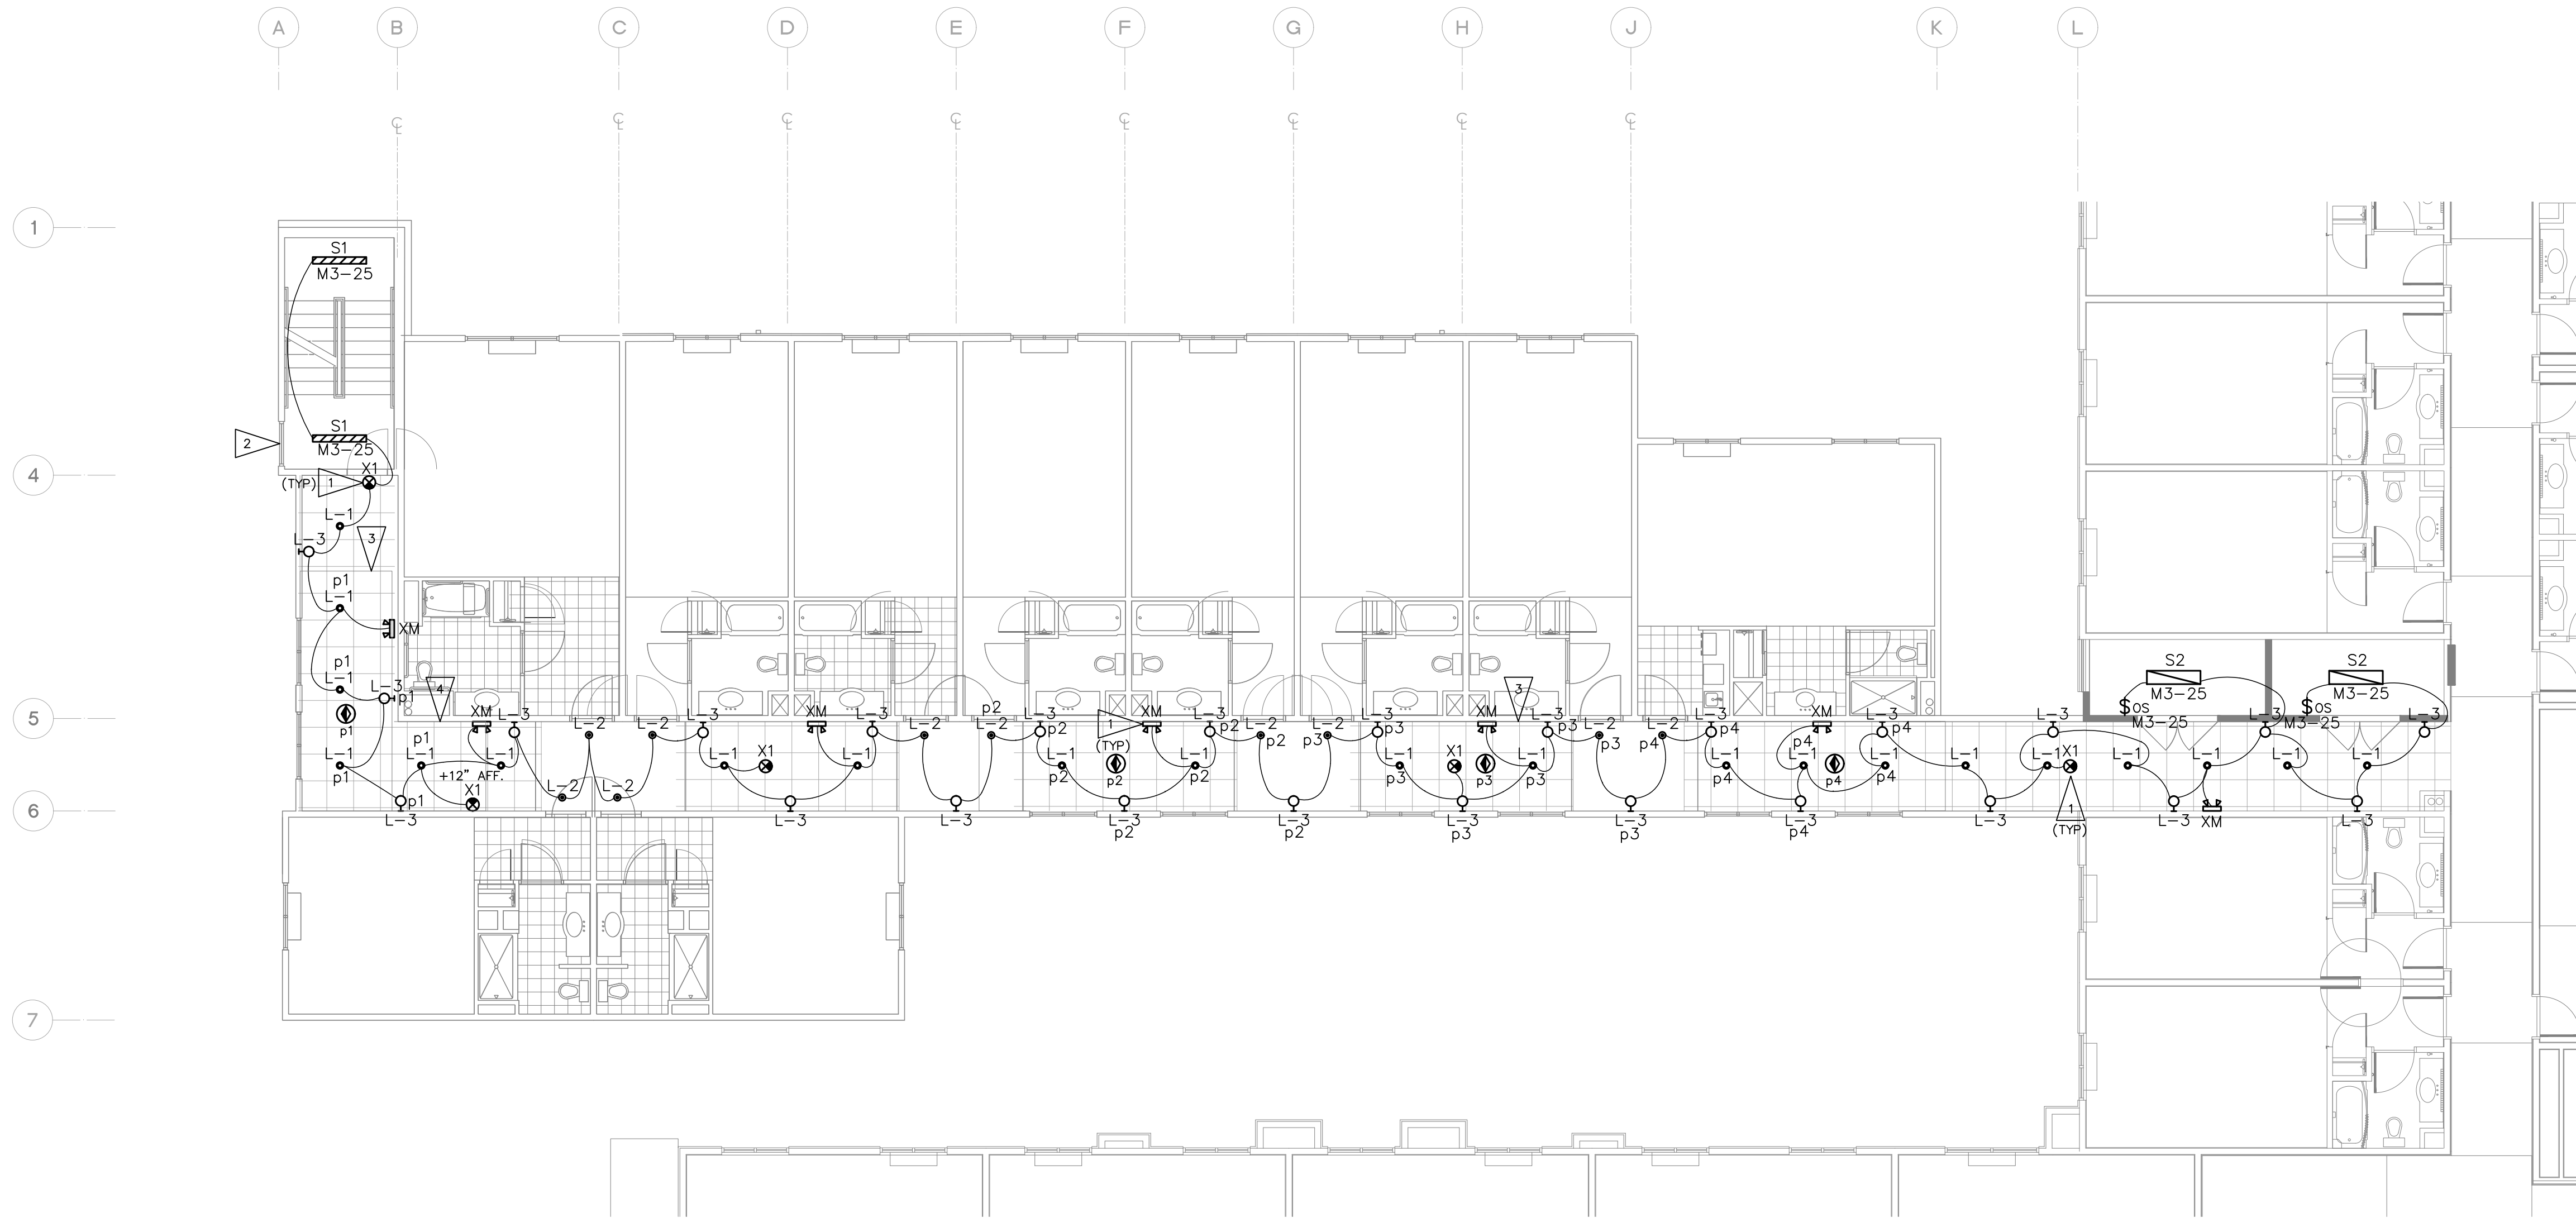 A B C D E F G H J K L
℄ ℄ ℄ ℄ ℄ ℄ ℄ ℄
1
S1
M3-25
S1
M3-25
2
4
X1
(TYP) 1
L-1
3
L-3
p1
L-1
XM
p1
L-1
L-3
p1
4
p1
5
L-1
p1
p1
L-1
XM
L-3
L-1
+12" AFF.
X1
p1
L-3
L-2
L-2
L-2
L-2
L-3
L-1
X1
XM
L-3
L-1
L-3
L-2
p2
L-2
L-3
L-3
p2
L-1
p2
1
(TYP)
XM
p2
L-3
p2
L-1
p2
L-3
p2
L-2
p2
L-2
p3
L-3
p2
L-3
p3
L-1
p3
X1
3
XM
p3
L-3
p3
L-1
p3
L-3
p3
L-2
p3
L-2
p4
L-3
p3
L-3
p4
L-1
p4
XM
p4
L-1
p4
L-3
p4
L-1
p4
L-3
p4
L-1
L-3
L-3
L-1
X1
1
(TYP)
S2
M3-25
$OS
M3-25
S2
M3-25
$OS
M3-25
L-1
L-1
L-3
L-3
XM
L-1
L-1
L-3
L-3
6
7